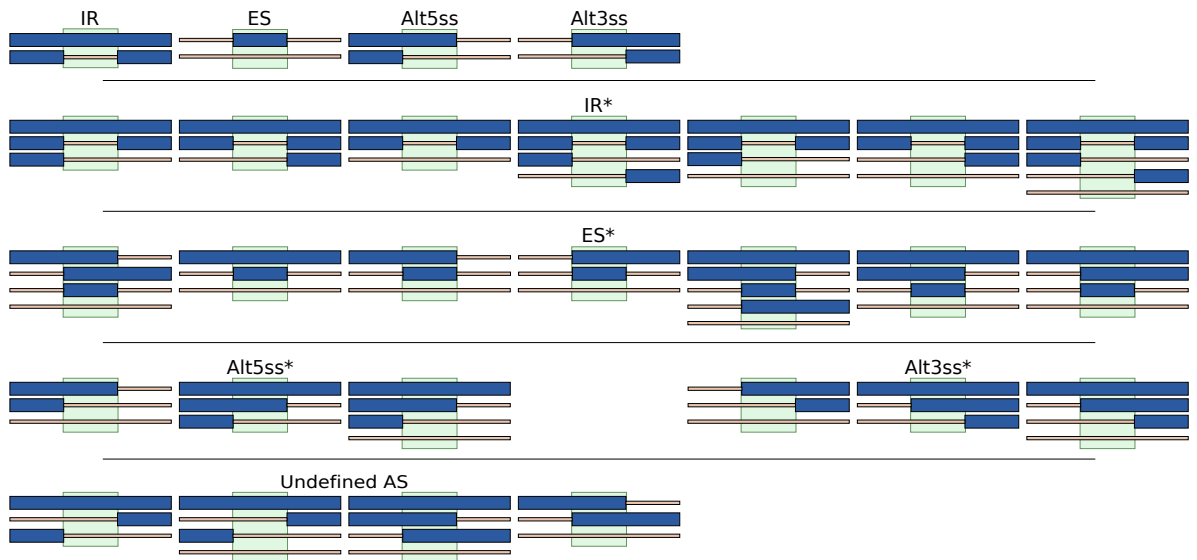 IR ES Alt5ss Alt3ss
IR*
ES*
Alt5ss* Alt3ss*
Undefined AS